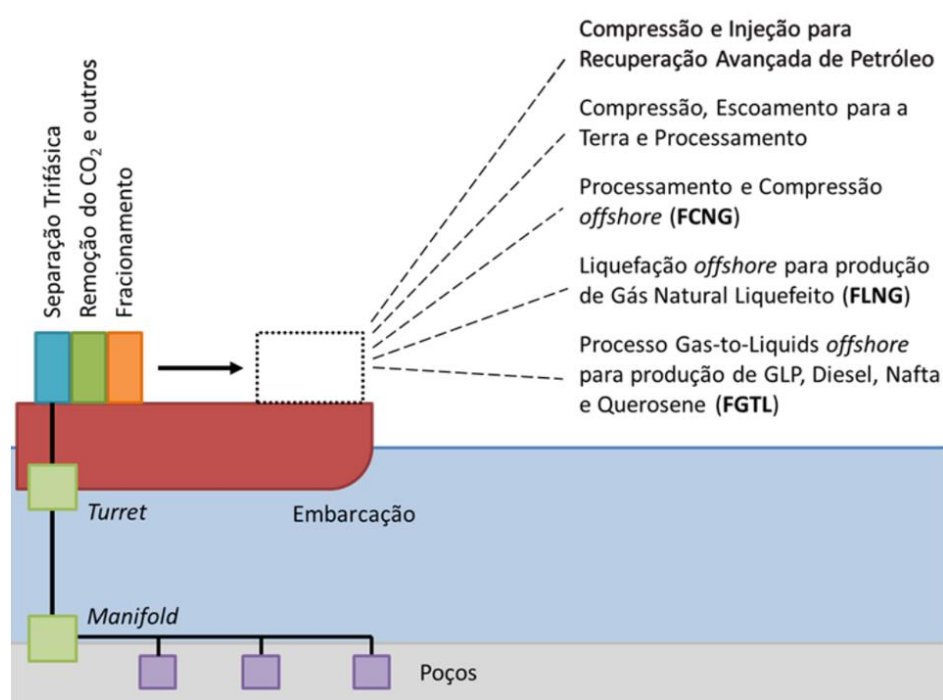 Separação Trifásica
Remoção do CO₂ e outros
Fracionamento
Compressão e Injeção para
Recuperação Avançada de Petróleo
Compressão, Escoamento para a
Terra e Processamento
Processamento e Compressão
offshore (FCNG)
Liquefação offshore para produção
de Gás Natural Liquefeito (FLNG)
Processo Gas-to-Liquids offshore
para produção de GLP, Diesel, Nafta
e Querosene (FGTL)
Turret
Embarcação
Manifold
Poços